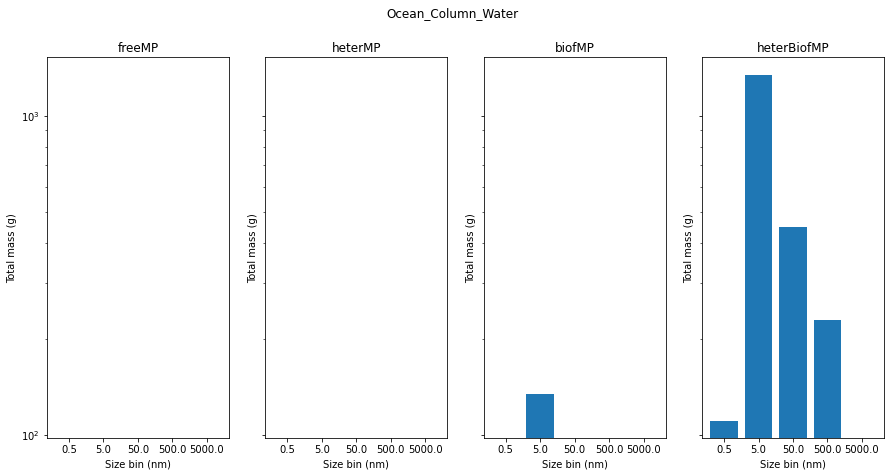 Ocean_Column_Water
freeMP
heterMP
biofMP
heterBiofMP
Total mass (g)
10³
10²
0.5 5.0 50.0 500.0 5000.0
Size bin (nm)
Total mass (g)
0.5 5.0 50.0 500.0 5000.0
Size bin (nm)
Total mass (g)
0.5 5.0 50.0 500.0 5000.0
Size bin (nm)
Total mass (g)
0.5 5.0 50.0 500.0 5000.0
Size bin (nm)